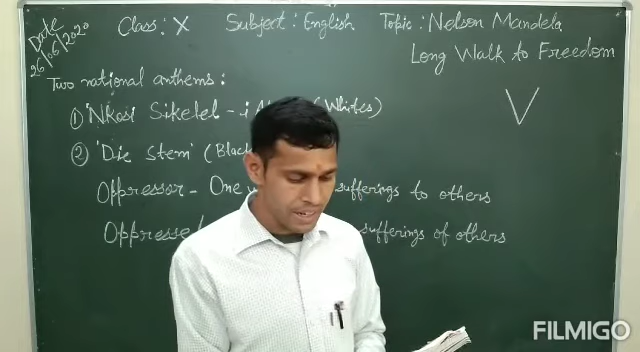 Date
26/06/2020
Class: X Subject: English Topic: Nelson Mandela
Long Walk to Freedom
Two national anthems:
① 'Nkosi Sikelel - i (Whites)
② 'Die stem' (Black
V
Oppressor - One sufferings to others
Oppresse sufferings of others
FILMIGO